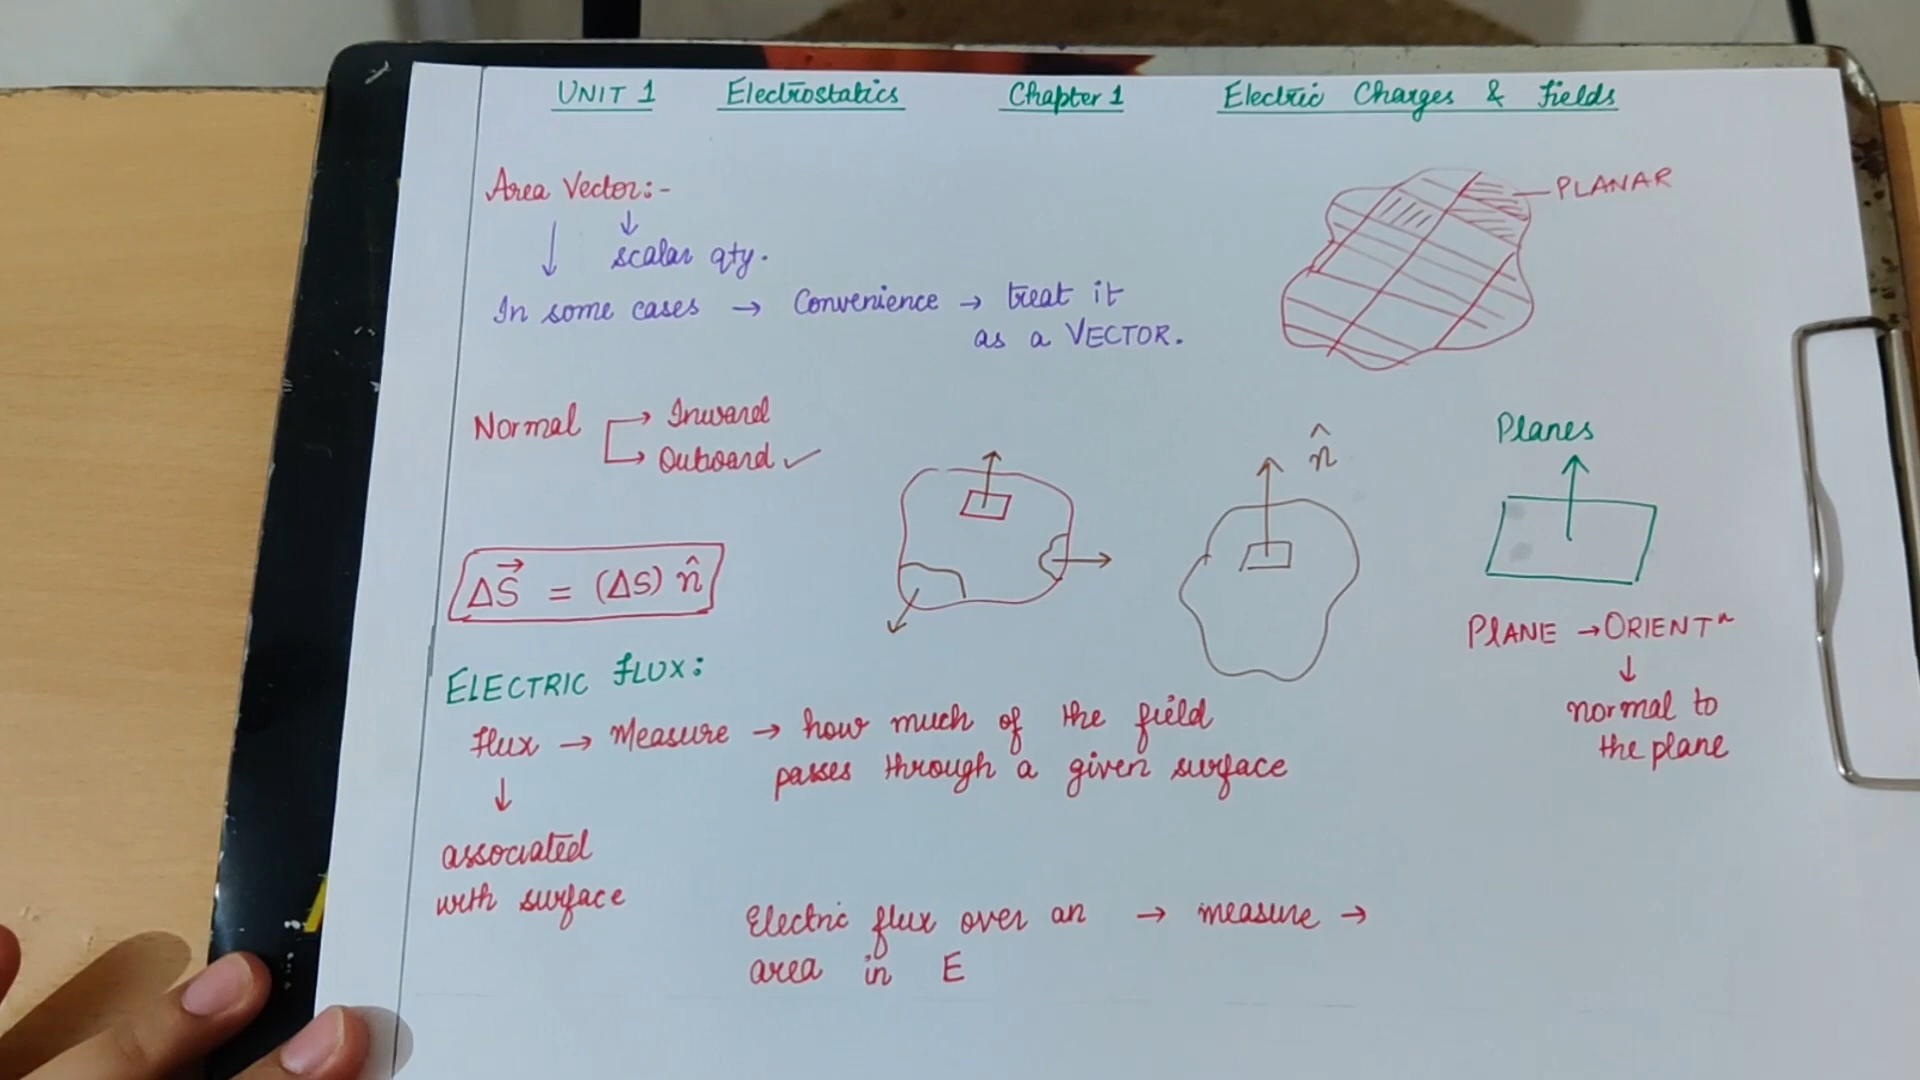 UNIT 1 Electrostatics Chapter 1 Electric Charges & Fields
Area Vector:-
↓ scalar qty.
In some cases → Convenience → treat it
as a VECTOR.
PLANAR
Normal → Inward
→ Outward ✓
n̂
Planes
ΔS⃗ = (ΔS) n̂
PLANE → ORIENTⁿ
↓
normal to
the plane
ELECTRIC FLUX:
Flux → Measure → how much of the field
passes through a given surface
↓
associated
with surface
Electric flux over an → measure →
area in E